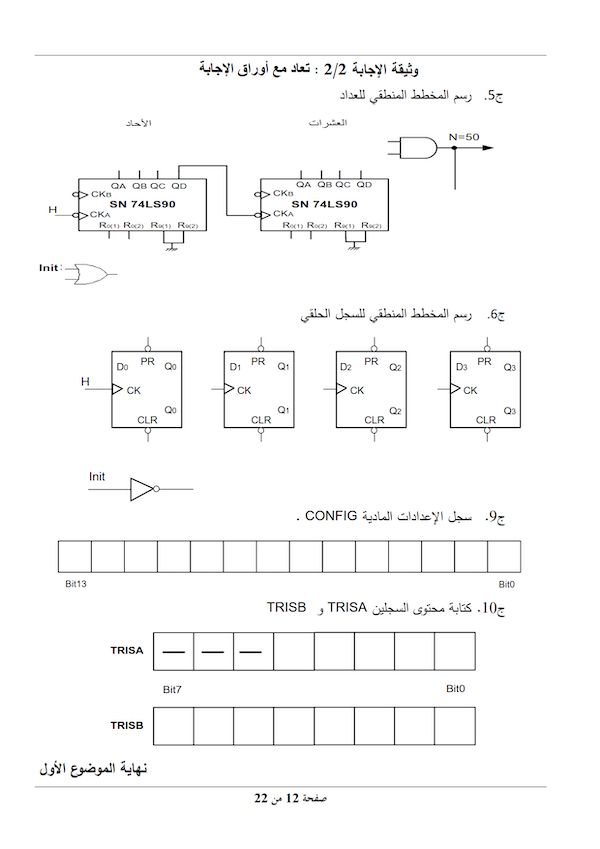 وثيقة الإجابة 2/2 : تعاد مع أوراق الإجابة
ج5. رسم المخطط المنطقي للعداد
الأحاد العشرات
N=50
QA QB QC QD QA QB QC QD
CKB CKB
SN 74LS90 SN 74LS90
H CKA CKA
R0(1) R0(2) R9(1) R9(2) R0(1) R0(2) R9(1) R9(2)
Init:
ج6. رسم المخطط المنطقي للسجل الحلقي
D0 PR Q0 D1 PR Q1 D2 PR Q2 D3 PR Q3
H CK CK CK CK
Q0 Q1 Q2 Q3
CLR CLR CLR CLR
Init
ج9. سجل الإعدادات المادية CONFIG .
Bit13 Bit0
ج10. كتابة محتوى السجلين TRISA و TRISB
TRISA — — —
Bit7 Bit0
TRISB
نهاية الموضوع الأول
صفحة 12 من 22